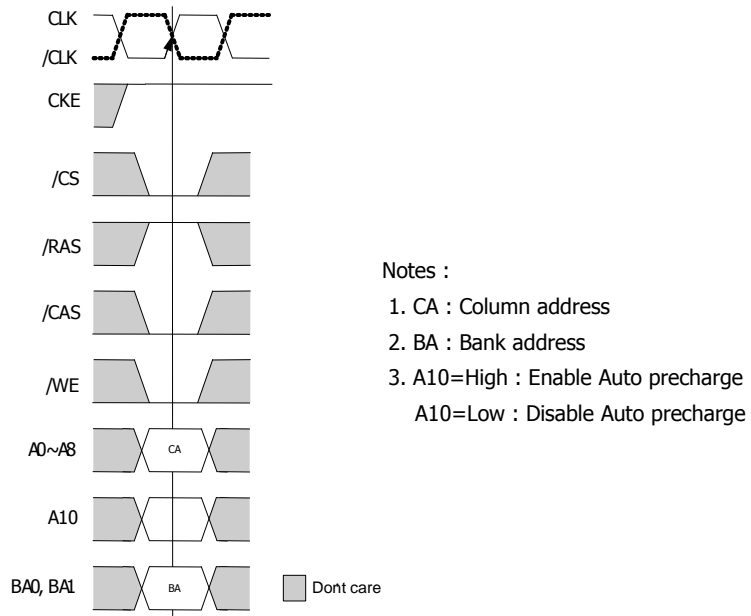 CLK
/CLK
CKE
/CS
/RAS
/CAS
/WE
A0~A8
CA
A10
BA0, BA1
BA
Dont care
Notes :
1. CA : Column address
2. BA : Bank address
3. A10=High : Enable Auto precharge
A10=Low : Disable Auto precharge